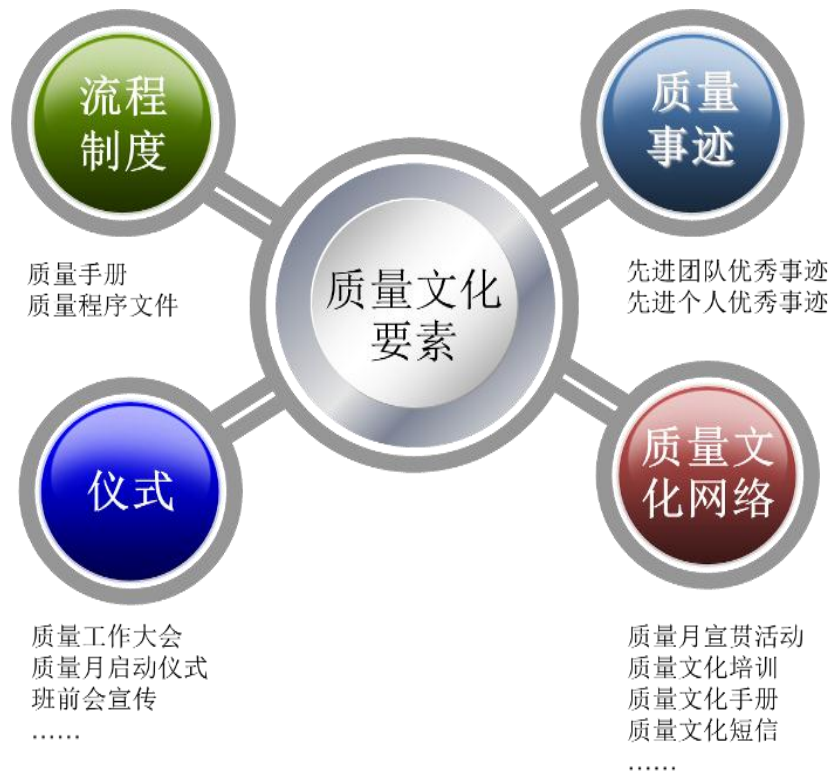 流程
制度
质量
事迹
质量手册
质量程序文件
先进团队优秀事迹
先进个人优秀事迹
质量文化
要素
仪式
质量文
化网络
质量工作大会
质量月启动仪式
班前会宣传
……
质量月宣贯活动
质量文化培训
质量文化手册
质量文化短信
……